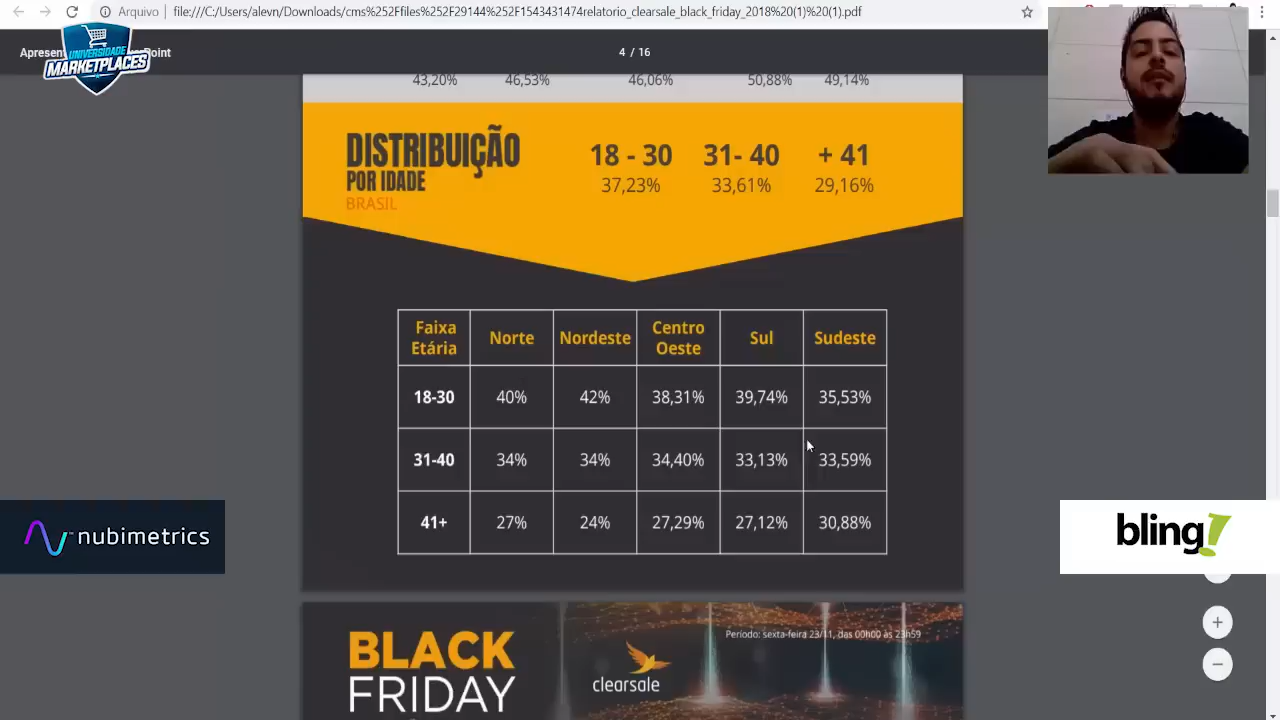 Arquivo
file:///C:/Users/alevn/Downloads/cms%252Ffiles%252F29144%252F1543431474relatorio_clearsale_black_friday_2018%20(1)%20(1).pdf
UNIVERSIDADE
MARKETPLACES
4 / 16
43,20% 46,53% 46,06% 50,88% 49,14%
DISTRIBUIÇÃO
POR IDADE
BRASIL
18 - 30 31- 40 + 41
37,23% 33,61% 29,16%
Faixa Etária Norte Nordeste Centro Oeste Sul Sudeste
18-30 40% 42% 38,31% 39,74% 35,53%
31-40 34% 34% 34,40% 33,13% 33,59%
41+ 27% 24% 27,29% 27,12% 30,88%
nubimetrics
bling!
BLACK
FRIDAY
clearsale
Período: sexta-feira 23/11, das 00h00 às 23h59